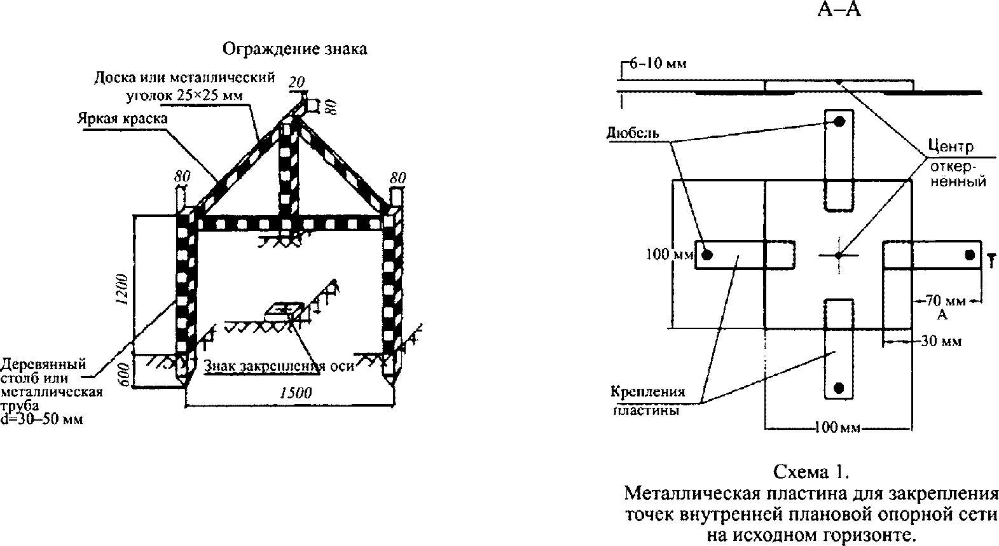 Ограждение знака
Доска или металлический
уголок 25×25 мм
Яркая краска
20
80
80
80
1200
600
Деревянный
столб или
металлическая
труба
d=30–50 мм
Знак закрепления оси
1500
А–А
6–10 мм
Дюбель
Центр
откер-
нённый
100 мм
70 мм
А
30 мм
Крепления
пластины
100 мм
Схема 1.
Металлическая пластина для закрепления
точек внутренней плановой опорной сети
на исходном горизонте.